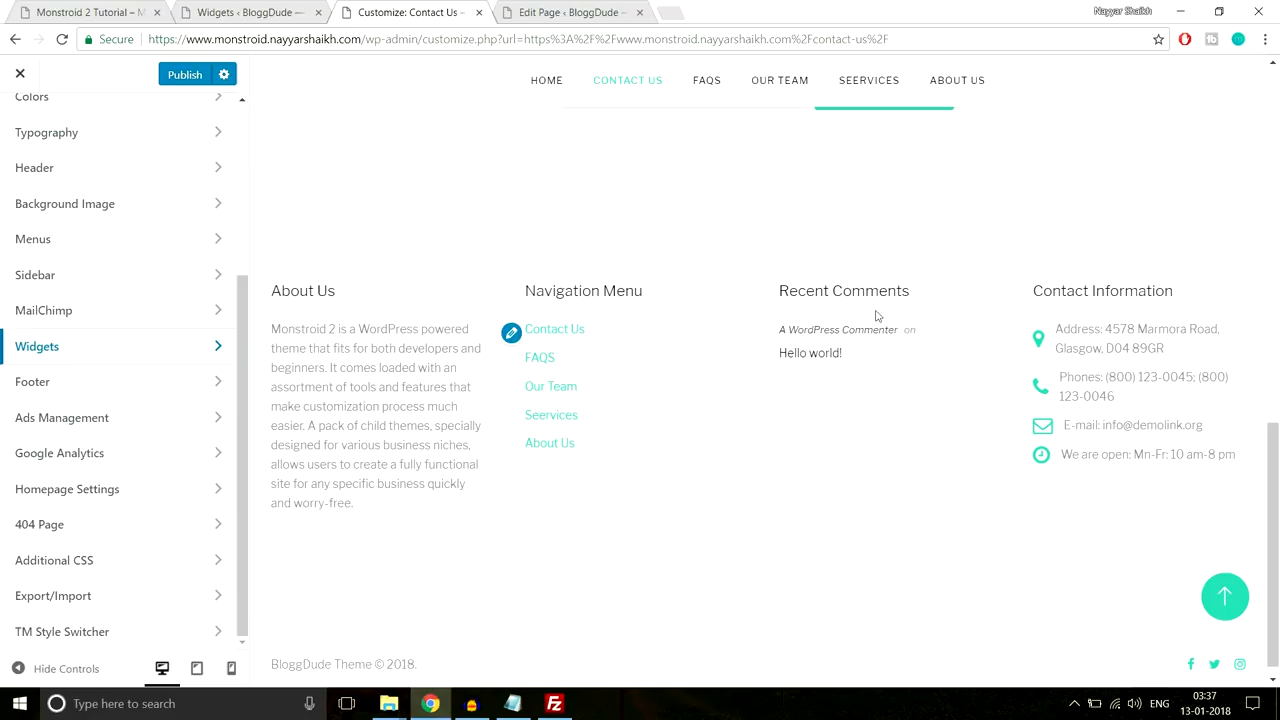 Monstroid 2 Tutorial – M
Widgets ‹ BloggDude —
Customize: Contact Us –
Edit Page ‹ BloggDude —
Nayyar Shaikh
Secure
https://www.monstroid.nayyarshaikh.com/wp-admin/customize.php?url=https%3A%2F%2Fwww.monstroid.nayyarshaikh.com%2Fcontact-us%2F
Publish
HOME
CONTACT US
FAQS
OUR TEAM
SEERVICES
ABOUT US
Colors
Typography
Header
Background Image
Menus
Sidebar
MailChimp
Widgets
Footer
Ads Management
Google Analytics
Homepage Settings
404 Page
Additional CSS
Export/Import
TM Style Switcher
Hide Controls
About Us
Monstroid 2 is a WordPress powered
theme that fits for both developers and
beginners. It comes loaded with an
assortment of tools and features that
make customization process much
easier. A pack of child themes, specially
designed for various business niches,
allows users to create a fully functional
site for any specific business quickly
and worry-free.
Navigation Menu
Contact Us
FAQS
Our Team
Seervices
About Us
Recent Comments
A WordPress Commenter on
Hello world!
Contact Information
Address: 4578 Marmora Road,
Glasgow, D04 89GR
Phones: (800) 123-0045; (800)
123-0046
E-mail: info@demolink.org
We are open: Mn-Fr: 10 am-8 pm
BloggDude Theme © 2018.
Type here to search
ENG
03:37
13-01-2018